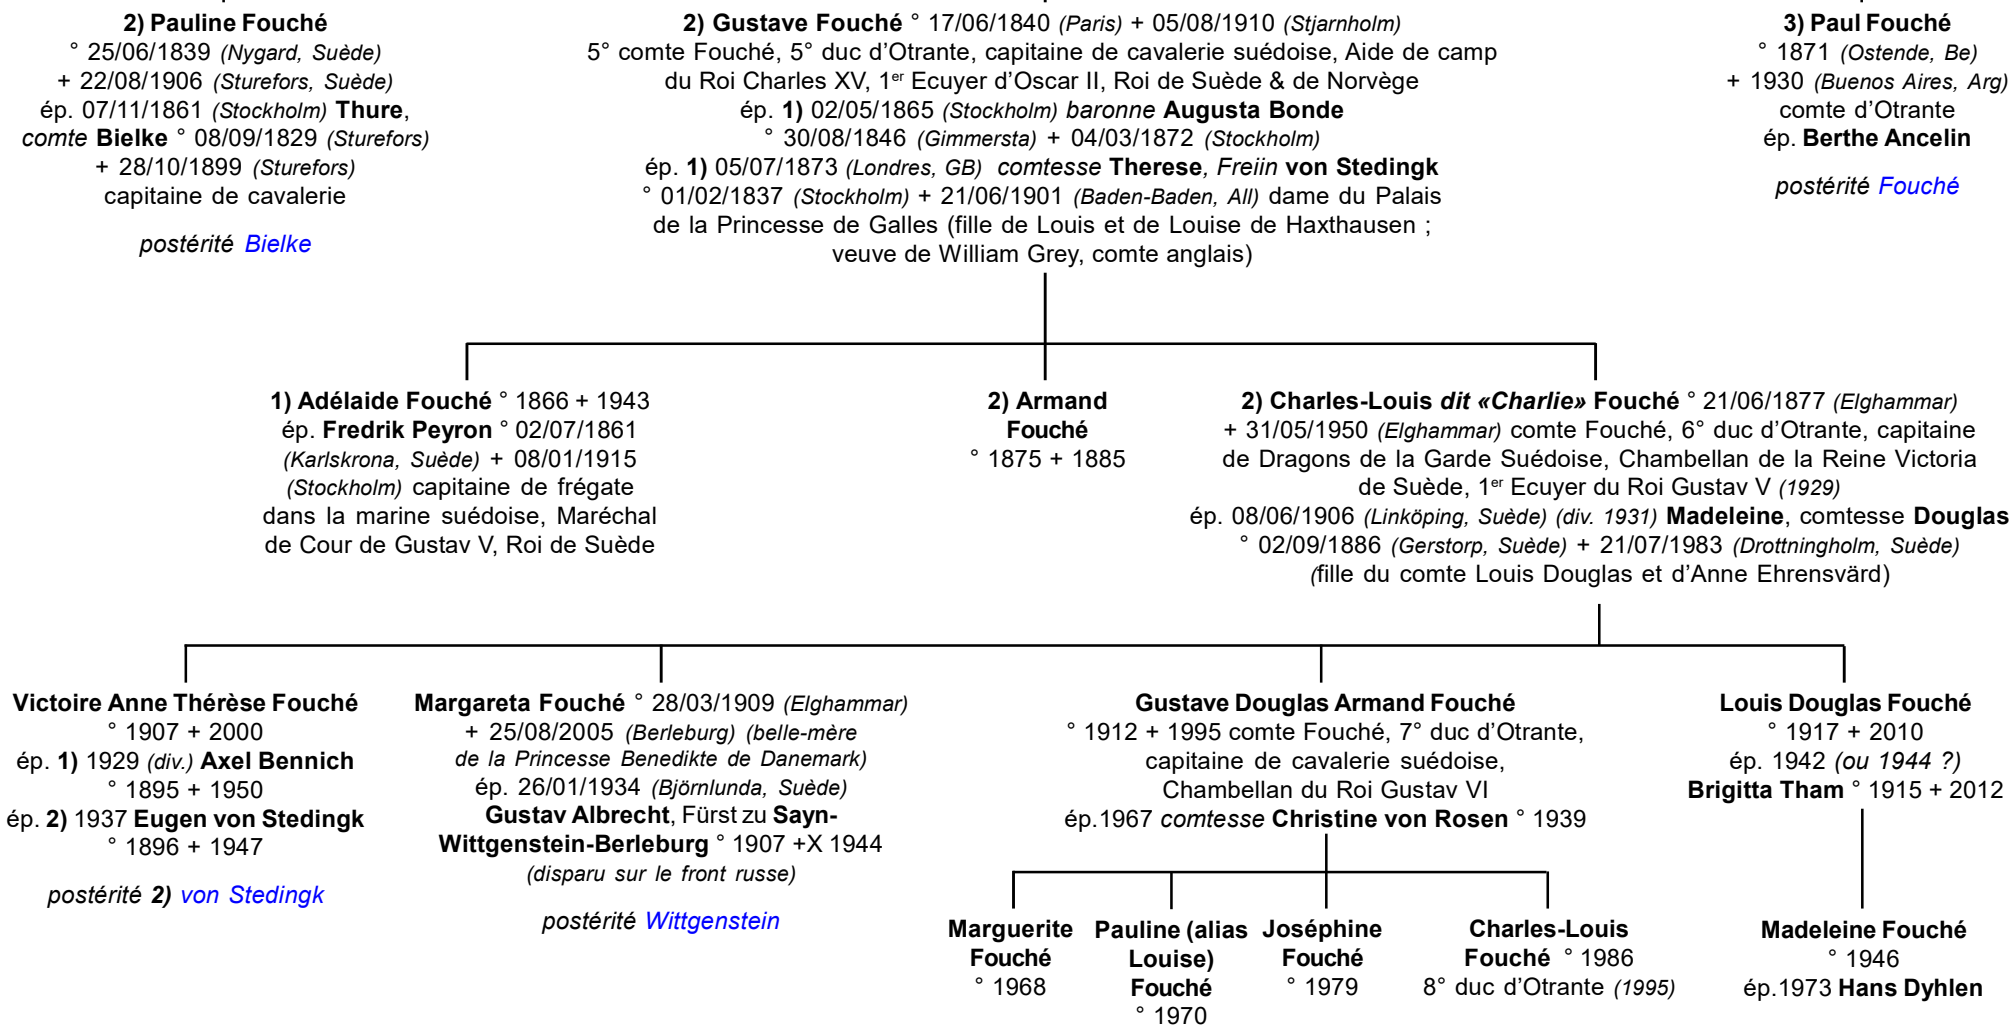 2) Pauline Fouché
° 25/06/1839 (Nygard, Suède)
+ 22/08/1906 (Sturefors, Suède)
ép. 07/11/1861 (Stockholm) Thure,
comte Bielke ° 08/09/1829 (Sturefors)
+ 28/10/1899 (Sturefors)
capitaine de cavalerie
postérité Bielke
2) Gustave Fouché ° 17/06/1840 (Paris) + 05/08/1910 (Stjarnholm)
5° comte Fouché, 5° duc d'Otrante, capitaine de cavalerie suédoise, Aide de camp
du Roi Charles XV, 1er Ecuyer d'Oscar II, Roi de Suède & de Norvège
ép. 1) 02/05/1865 (Stockholm) baronne Augusta Bonde
° 30/08/1846 (Gimmersta) + 04/03/1872 (Stockholm)
ép. 1) 05/07/1873 (Londres, GB) comtesse Therese, Freiin von Stedingk
° 01/02/1837 (Stockholm) + 21/06/1901 (Baden-Baden, All) dame du Palais
de la Princesse de Galles (fille de Louis et de Louise de Haxthausen ;
veuve de William Grey, comte anglais)
3) Paul Fouché
° 1871 (Ostende, Be)
+ 1930 (Buenos Aires, Arg)
comte d'Otrante
ép. Berthe Ancelin
postérité Fouché
1) Adélaide Fouché ° 1866 + 1943
ép. Fredrik Peyron ° 02/07/1861
(Karlskrona, Suède) + 08/01/1915
(Stockholm) capitaine de frégate
dans la marine suédoise, Maréchal
de Cour de Gustav V, Roi de Suède
2) Armand
Fouché
° 1875 + 1885
2) Charles-Louis dit «Charlie» Fouché ° 21/06/1877 (Elghammar)
+ 31/05/1950 (Elghammar) comte Fouché, 6° duc d'Otrante, capitaine
de Dragons de la Garde Suédoise, Chambellan de la Reine Victoria
de Suède, 1er Ecuyer du Roi Gustav V (1929)
ép. 08/06/1906 (Linköping, Suède) (div. 1931) Madeleine, comtesse Douglas
° 02/09/1886 (Gerstorp, Suède) + 21/07/1983 (Drottningholm, Suède)
(fille du comte Louis Douglas et d'Anne Ehrensvärd)
Victoire Anne Thérèse Fouché
° 1907 + 2000
ép. 1) 1929 (div.) Axel Bennich
° 1895 + 1950
ép. 2) 1937 Eugen von Stedingk
° 1896 + 1947
postérité 2) von Stedingk
Margareta Fouché ° 28/03/1909 (Elghammar)
+ 25/08/2005 (Berleburg) (belle-mère
de la Princesse Benedikte de Danemark)
ép. 26/01/1934 (Björnlunda, Suède)
Gustav Albrecht, Fürst zu Sayn-
Wittgenstein-Berleburg ° 1907 +X 1944
(disparu sur le front russe)
postérité Wittgenstein
Gustave Douglas Armand Fouché
° 1912 + 1995 comte Fouché, 7° duc d'Otrante,
capitaine de cavalerie suédoise,
Chambellan du Roi Gustav VI
ép.1967 comtesse Christine von Rosen ° 1939
Louis Douglas Fouché
° 1917 + 2010
ép. 1942 (ou 1944 ?)
Brigitta Tham ° 1915 + 2012
Marguerite
Fouché
° 1968
Pauline (alias
Louise)
Fouché
° 1970
Joséphine
Fouché
° 1979
Charles-Louis
Fouché ° 1986
8° duc d'Otrante (1995)
Madeleine Fouché
° 1946
ép.1973 Hans Dyhlen